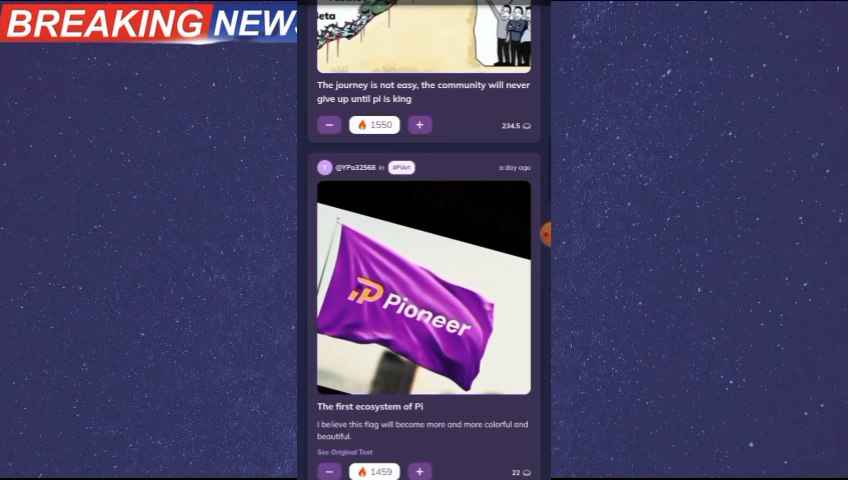 BREAKING NEWS
Beta
The journey is not easy, the community will never
give up until pi is king
− 1550 + 234.5
Y @YPa32568 in #PiArt a day ago
Pioneer
The first ecosystem of Pi
I believe this flag will become more and more colorful and
beautiful.
See Original Text
− 1459 + 22